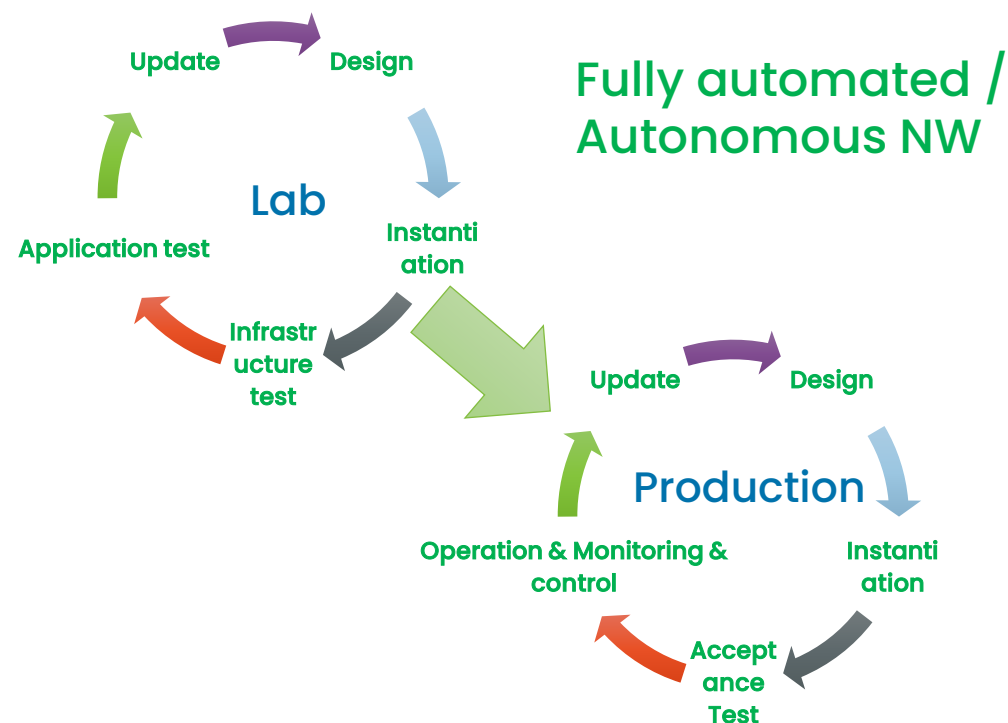 Fully automated /
Autonomous NW
Update
Design
Lab
Instanti
ation
Application test
Infrastr
ucture
test
Update
Design
Production
Operation & Monitoring &
control
Instanti
ation
Accept
ance
Test